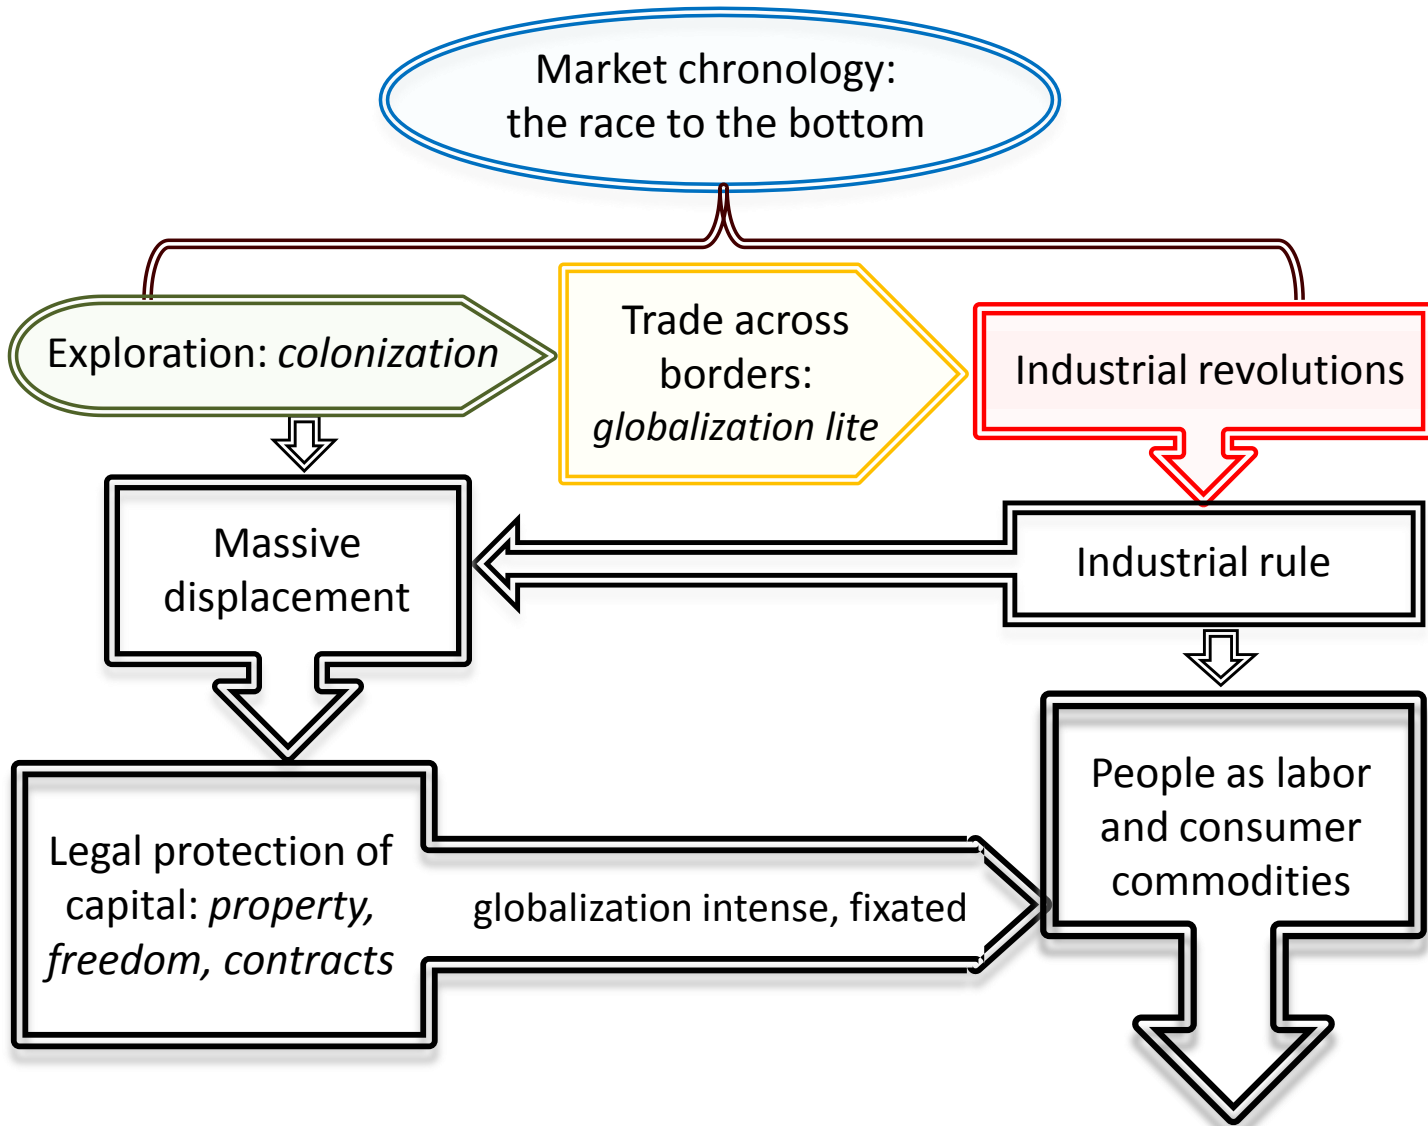 Market chronology:
the race to the bottom
Exploration: colonization
Trade across
borders:
globalization lite
Industrial revolutions
Massive
displacement
Industrial rule
Legal protection of
capital: property,
freedom, contracts
globalization intense, fixated
People as labor
and consumer
commodities